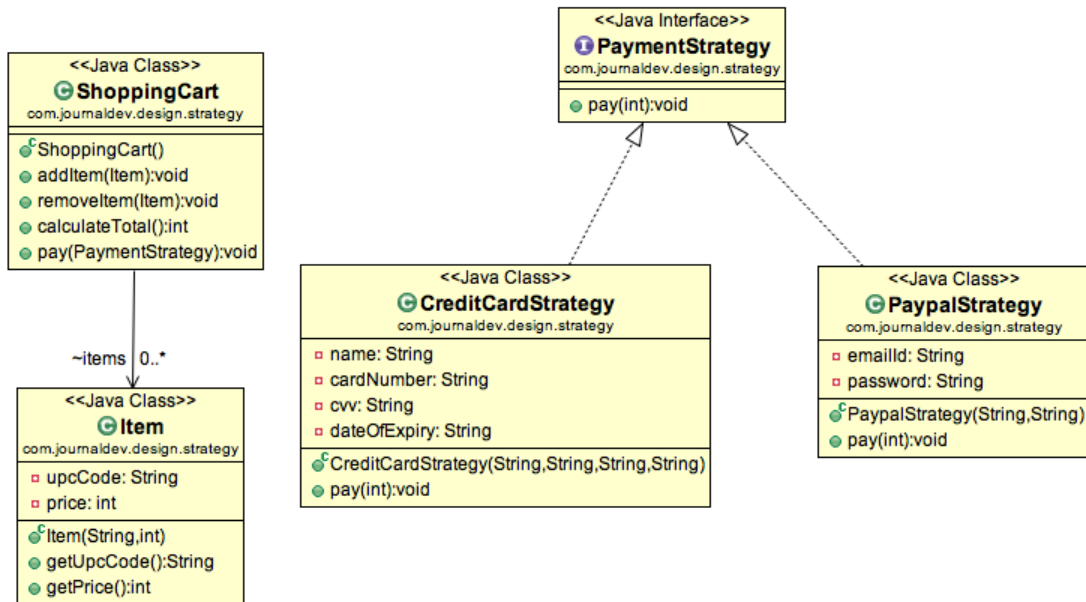 <<Java Class>>
ShoppingCart
com.journaldev.design.strategy
ShoppingCart()
addItem(Item):void
removeItem(Item):void
calculateTotal():int
pay(PaymentStrategy):void
~items 0..*
<<Java Class>>
Item
com.journaldev.design.strategy
upcCode: String
price: int
Item(String,int)
getUpcCode():String
getPrice():int
<<Java Interface>>
PaymentStrategy
com.journaldev.design.strategy
pay(int):void
<<Java Class>>
CreditCardStrategy
com.journaldev.design.strategy
name: String
cardNumber: String
cvv: String
dateOfExpiry: String
CreditCardStrategy(String,String,String,String)
pay(int):void
<<Java Class>>
PaypalStrategy
com.journaldev.design.strategy
emailId: String
password: String
PaypalStrategy(String,String)
pay(int):void